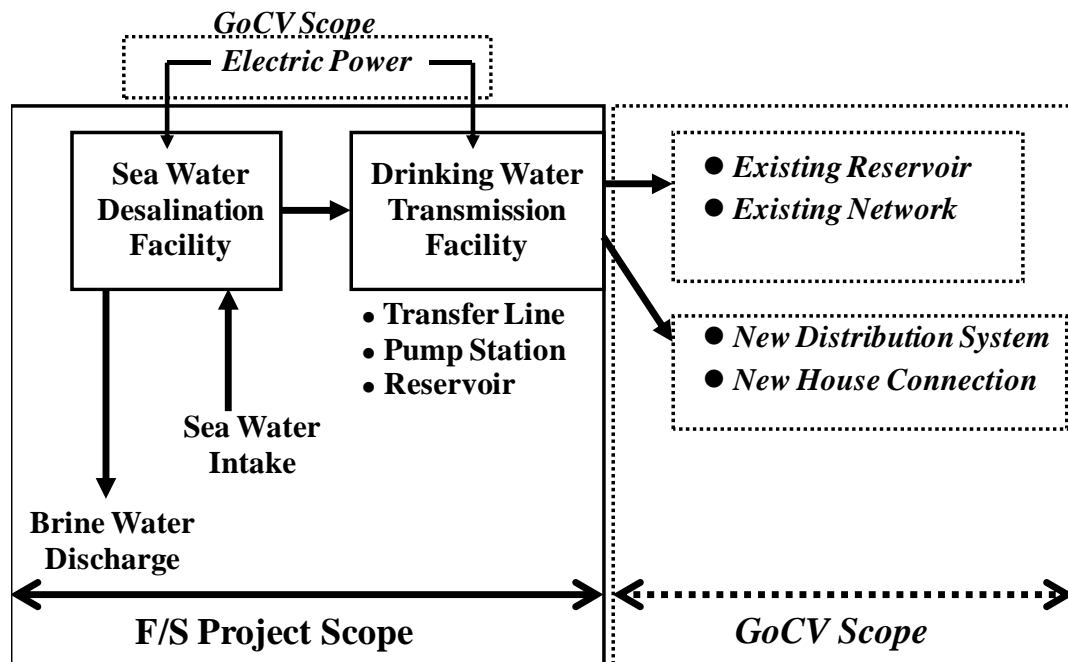 GoCV Scope
Electric Power
Sea Water
Desalination
Facility
Drinking Water
Transmission
Facility
● Existing Reservoir
● Existing Network
• Transfer Line
• Pump Station
• Reservoir
● New Distribution System
● New House Connection
Sea Water
Intake
Brine Water
Discharge
F/S Project Scope
GoCV Scope